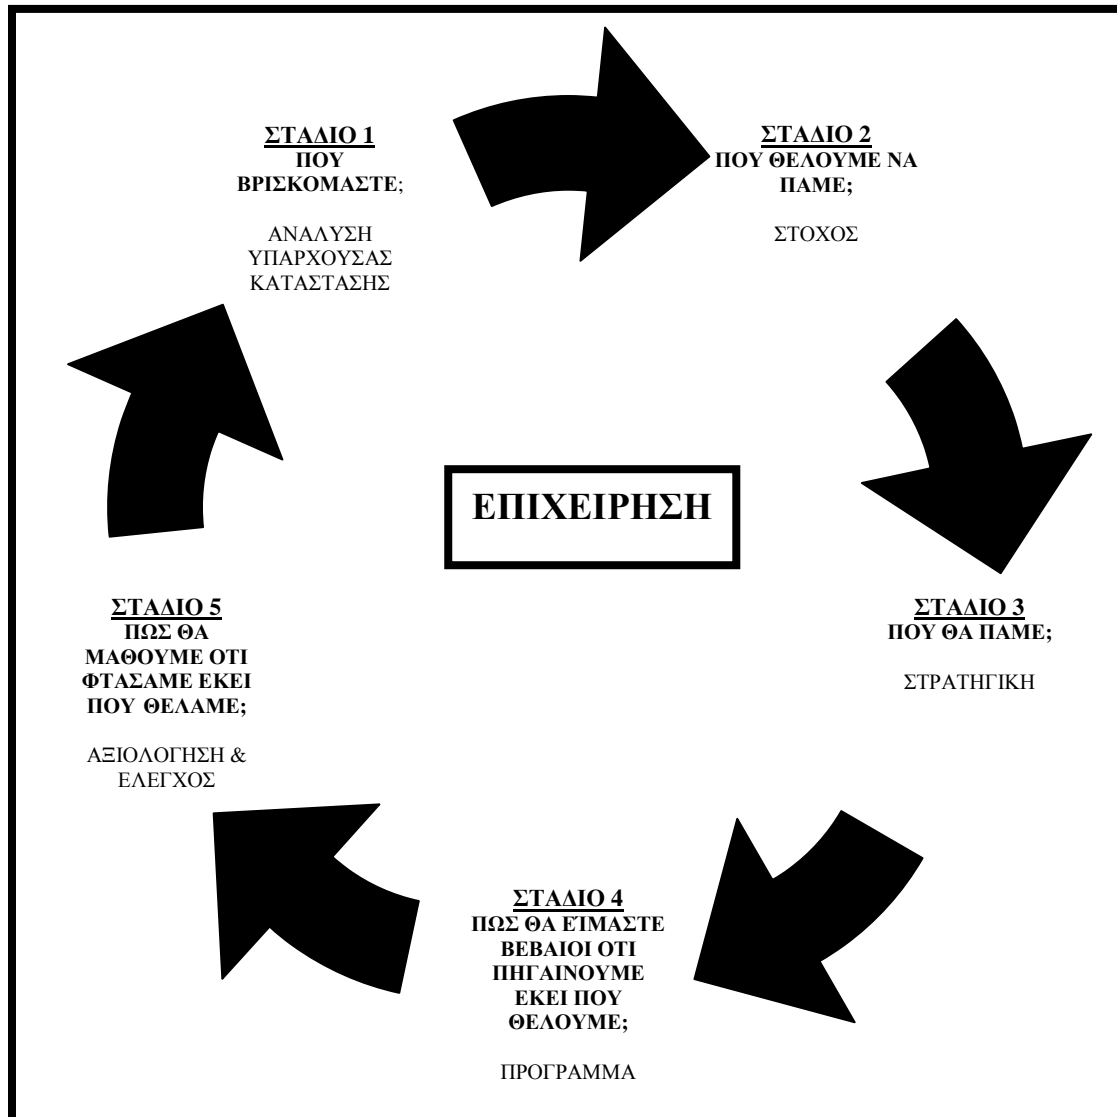 ΣΤΑΔΙΟ 1
ΠΟΥ
ΒΡΙΣΚΟΜΑΣΤΕ;
ΑΝΑΛΥΣΗ
ΥΠΑΡΧΟΥΣΑΣ
ΚΑΤΑΣΤΑΣΗΣ
ΣΤΑΔΙΟ 2
ΠΟΥ ΘΕΛΟΥΜΕ ΝΑ
ΠΑΜΕ;
ΣΤΟΧΟΣ
ΕΠΙΧΕΙΡΗΣΗ
ΣΤΑΔΙΟ 3
ΠΟΥ ΘΑ ΠΑΜΕ;
ΣΤΡΑΤΗΓΙΚΗ
ΣΤΑΔΙΟ 4
ΠΩΣ ΘΑ ΕΊΜΑΣΤΕ
ΒΕΒΑΙΟΙ ΟΤΙ
ΠΗΓΑΙΝΟΥΜΕ
ΕΚΕΙ ΠΟΥ
ΘΕΛΟΥΜΕ;
ΠΡΟΓΡΑΜΜΑ
ΣΤΑΔΙΟ 5
ΠΩΣ ΘΑ
ΜΑΘΟΥΜΕ ΟΤΙ
ΦΤΑΣΑΜΕ ΕΚΕΙ
ΠΟΥ ΘΕΛΑΜΕ;
ΑΞΙΟΛΟΓΗΣΗ &
ΕΛΕΓΧΟΣ